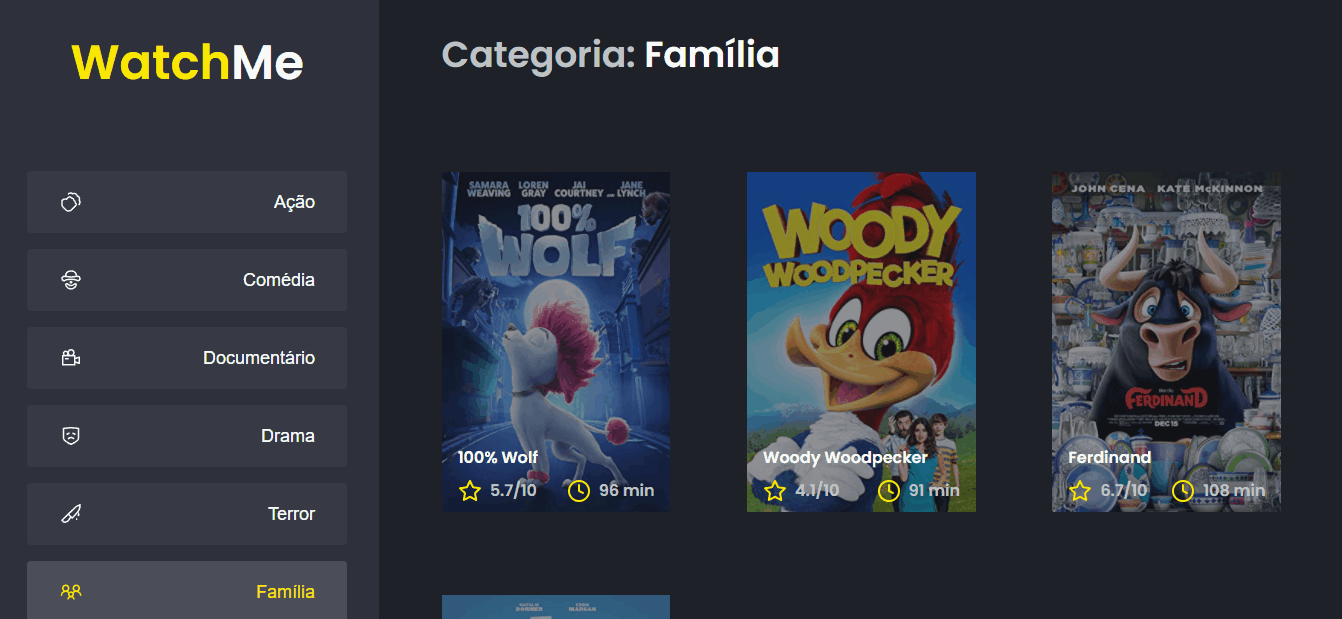 WatchMe
Ação
Comédia
Documentário
Drama
Terror
Família
Categoria: Família
SAMARA WEAVING LOREN GRAY JAI COURTNEY AND JANE LYNCH
100%
WOLF
100% Wolf
5.7/10 96 min
WOODY
WOODPECKER
Woody Woodpecker
4.1/10 91 min
JOHN CENA KATE McKINNON
FERDINAND
DEC 15
Ferdinand
6.7/10 108 min